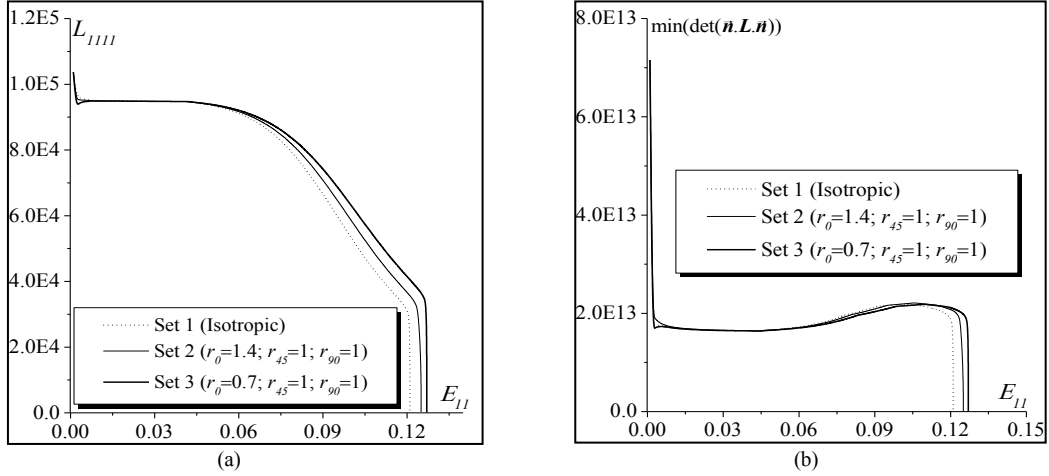 1.2E5
L1111
1.0E5
8.0E4
6.0E4
4.0E4
2.0E4
0.0
Set 1 (Isotropic)
Set 2 (r0=1.4; r45=1; r90=1)
Set 3 (r0=0.7; r45=1; r90=1)
E11
0.00 0.03 0.06 0.09 0.12
(a)
8.0E13
min(det(n⃗.L.n⃗))
6.0E13
4.0E13
2.0E13
0.0
Set 1 (Isotropic)
Set 2 (r0=1.4; r45=1; r90=1)
Set 3 (r0=0.7; r45=1; r90=1)
E11
0.00 0.03 0.06 0.09 0.12 0.15
(b)